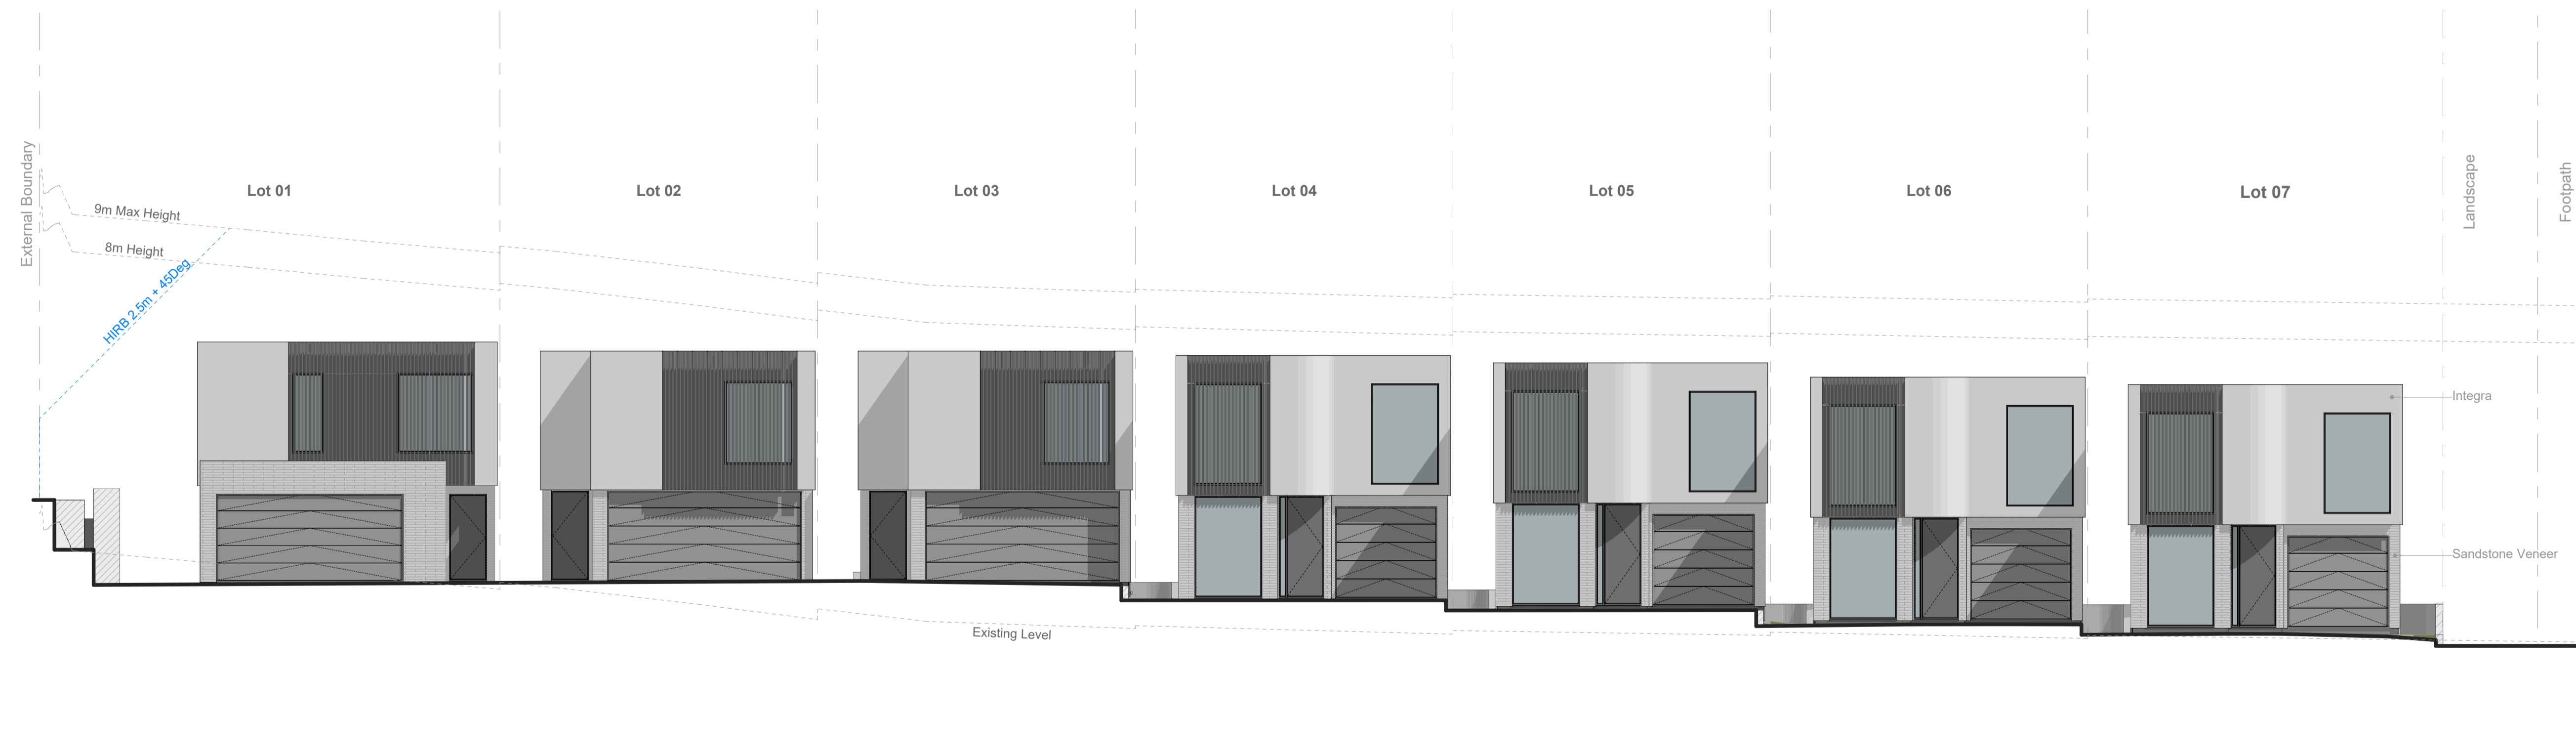 External Boundary
Lot 01
Lot 02
Lot 03
Lot 04
Lot 05
Lot 06
Lot 07
Landscape
Footpath
9m Max Height
8m Height
HIRB 2.5m + 45Deg
Integra
Sandstone Veneer
Existing Level